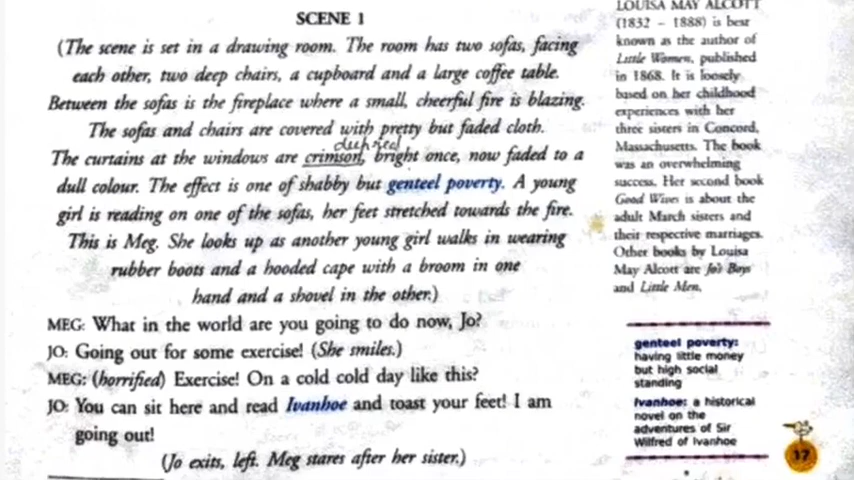 SCENE 1
(The scene is set in a drawing room. The room has two sofas, facing
each other, two deep chairs, a cupboard and a large coffee table.
Between the sofas is the fireplace where a small, cheerful fire is blazing.
The sofas and chairs are covered with pretty but faded cloth.
deep red
The curtains at the windows are crimson, bright once, now faded to a
dull colour. The effect is one of shabby but genteel poverty. A young
girl is reading on one of the sofas, her feet stretched towards the fire.
This is Meg. She looks up as another young girl walks in wearing
rubber boots and a hooded cape with a broom in one
hand and a shovel in the other.)
MEG: What in the world are you going to do now, Jo?
JO: Going out for some exercise! (She smiles.)
MEG: (horrified) Exercise! On a cold cold day like this?
JO: You can sit here and read Ivanhoe and toast your feet! I am
going out!
(Jo exits, left. Meg stares after her sister.)
LOUISA MAY ALCOTT
(1832 – 1888) is best
known as the author of
Little Women, published
in 1868. It is loosely
based on her childhood
experiences with her
three sisters in Concord,
Massachusetts. The book
was an overwhelming
success. Her second book
Good Wives is about the
adult March sisters and
their respective marriages.
Other books by Louisa
May Alcott are Jo's Boys
and Little Men.
genteel poverty:
having little money
but high social
standing
Ivanhoe: a historical
novel on the
adventures of Sir
Wilfred of Ivanhoe
37